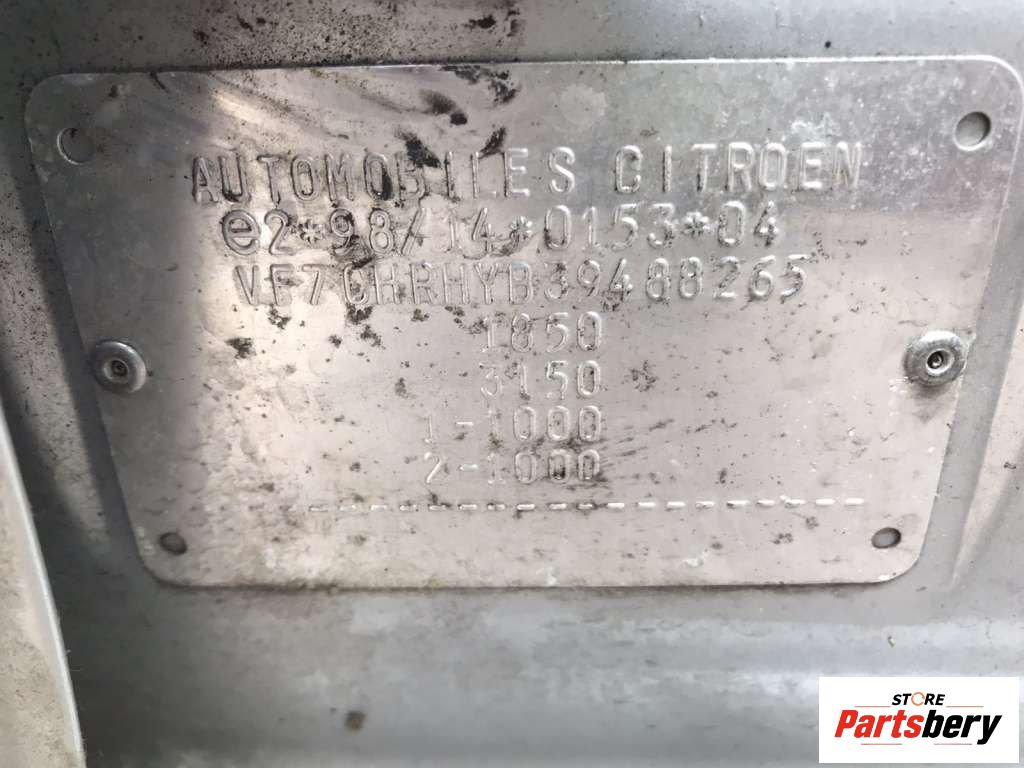 AUTOMOBILES CITROEN
e2*98/14*0153*04
VF7CHRHYB39488265
1850
3150
1-1000
2-1000
STORE
Partsbery